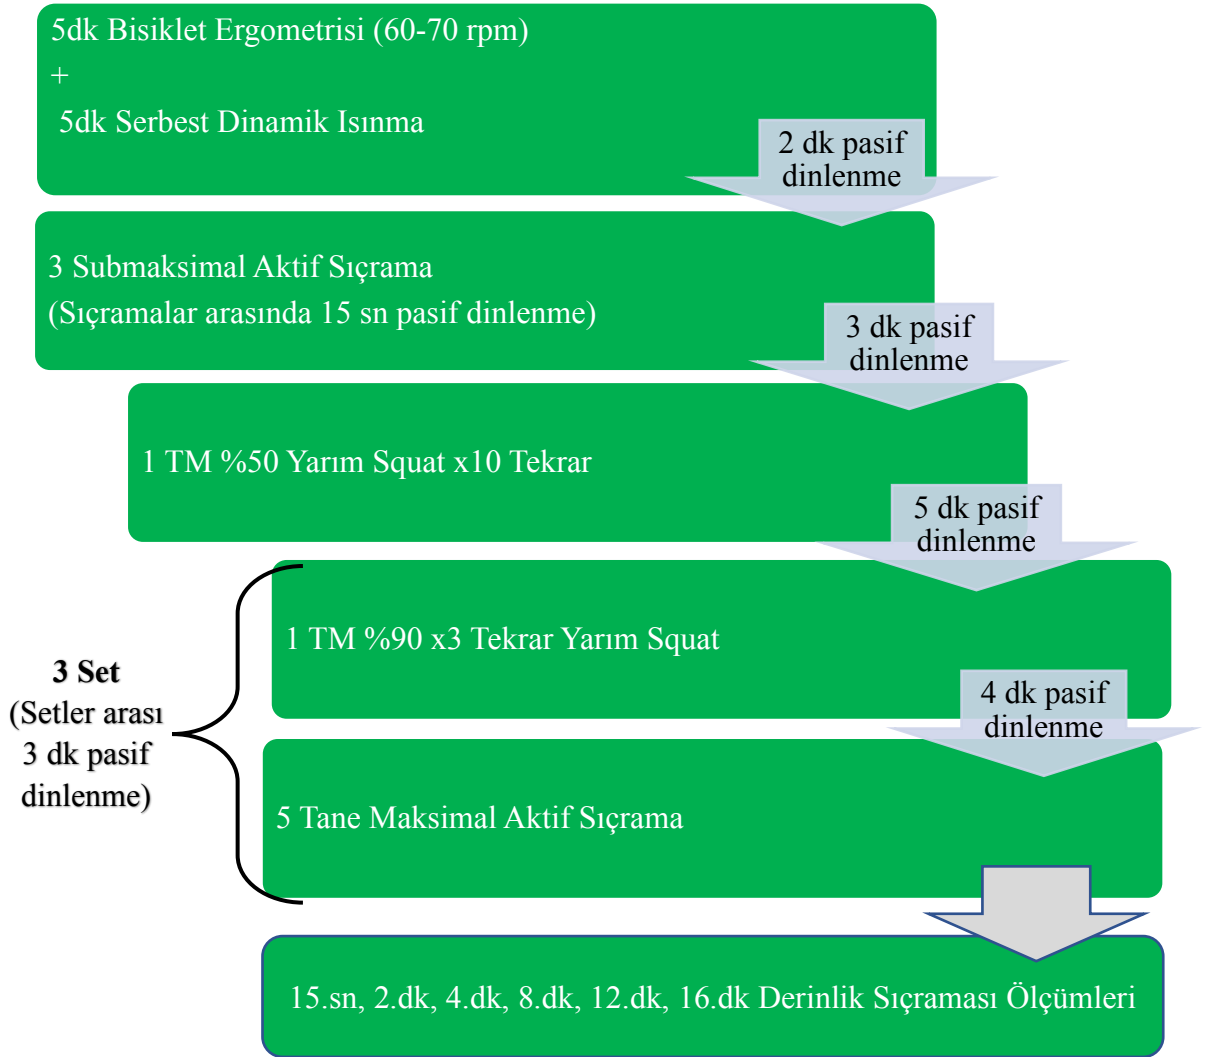 5dk Bisiklet Ergometrisi (60-70 rpm)
+
5dk Serbest Dinamik Isınma
2 dk pasif
dinlenme
3 Submaksimal Aktif Sıçrama
(Sıçramalar arasında 15 sn pasif dinlenme)
3 dk pasif
dinlenme
1 TM %50 Yarım Squat x10 Tekrar
5 dk pasif
dinlenme
1 TM %90 x3 Tekrar Yarım Squat
3 Set
(Setler arası
3 dk pasif
dinlenme)
4 dk pasif
dinlenme
5 Tane Maksimal Aktif Sıçrama
15.sn, 2.dk, 4.dk, 8.dk, 12.dk, 16.dk Derinlik Sıçraması Ölçümleri